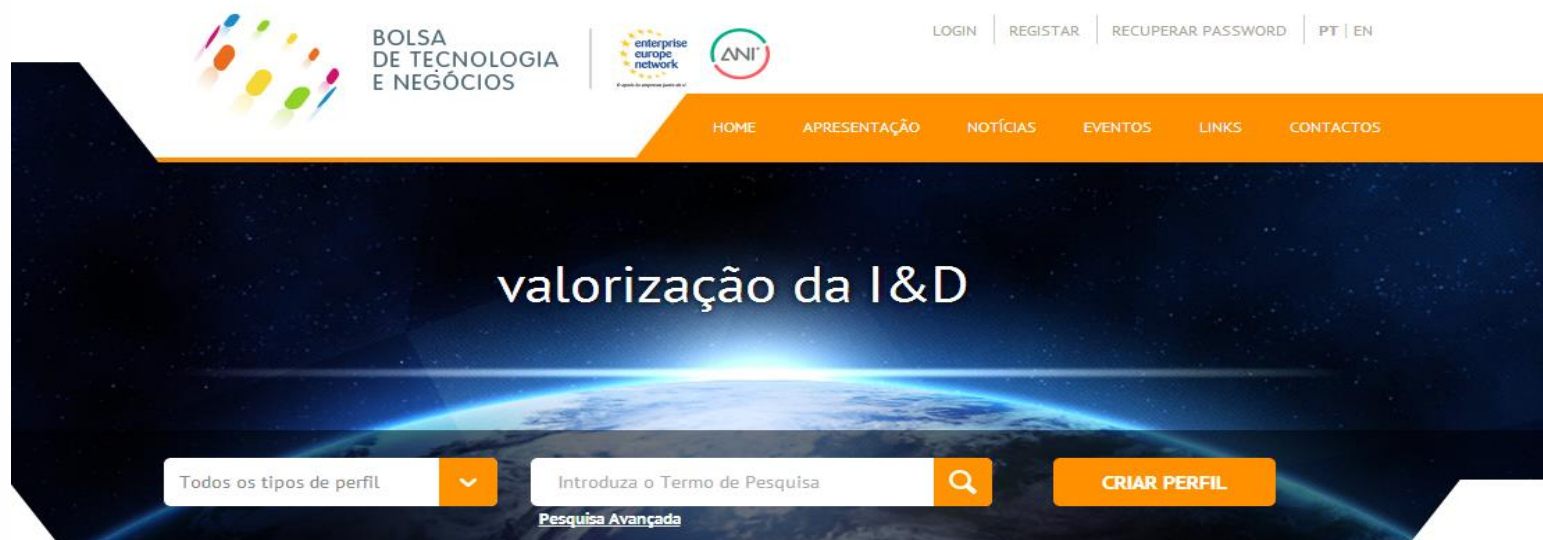 LOGIN REGISTAR RECUPERAR PASSWORD PT | EN
BOLSA
DE TECNOLOGIA
E NEGÓCIOS
enterprise
europe
network
ANI
HOME APRESENTAÇÃO NOTÍCIAS EVENTOS LINKS CONTACTOS
valorização da I&D
Todos os tipos de perfil
Introduza o Termo de Pesquisa
CRIAR PERFIL
Pesquisa Avançada